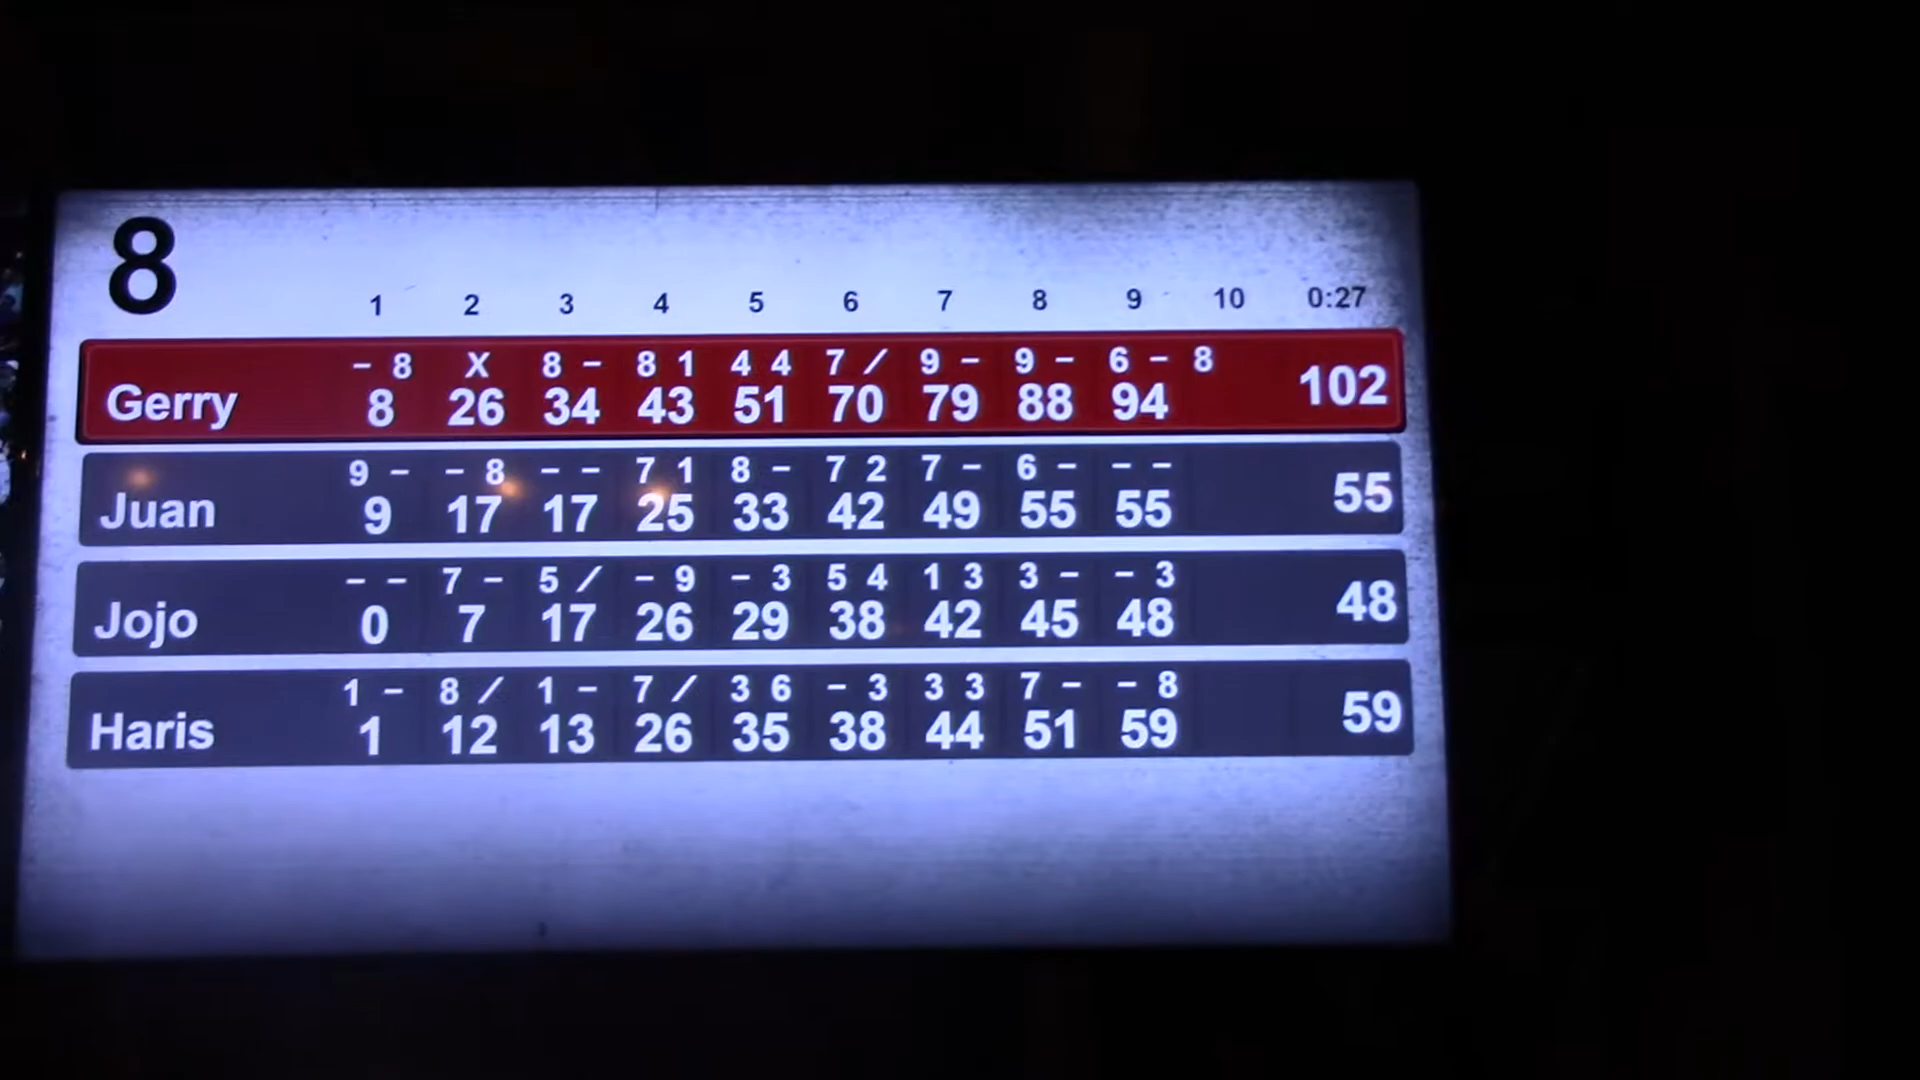 8
1 2 3 4 5 6 7 8 9 10 0:27
- 8 X 8 - 8 1 4 4 7 / 9 - 9 - 6 - 8
Gerry 8 26 34 43 51 70 79 88 94 102
9 - - 8 - - 7 1 8 - 7 2 7 - 6 - - -
Juan 9 17 17 25 33 42 49 55 55 55
- - 7 - 5 / - 9 - 3 5 4 1 3 3 - - 3
Jojo 0 7 17 26 29 38 42 45 48 48
1 - 8 / 1 - 7 / 3 6 - 3 3 3 7 - - 8
Haris 1 12 13 26 35 38 44 51 59 59